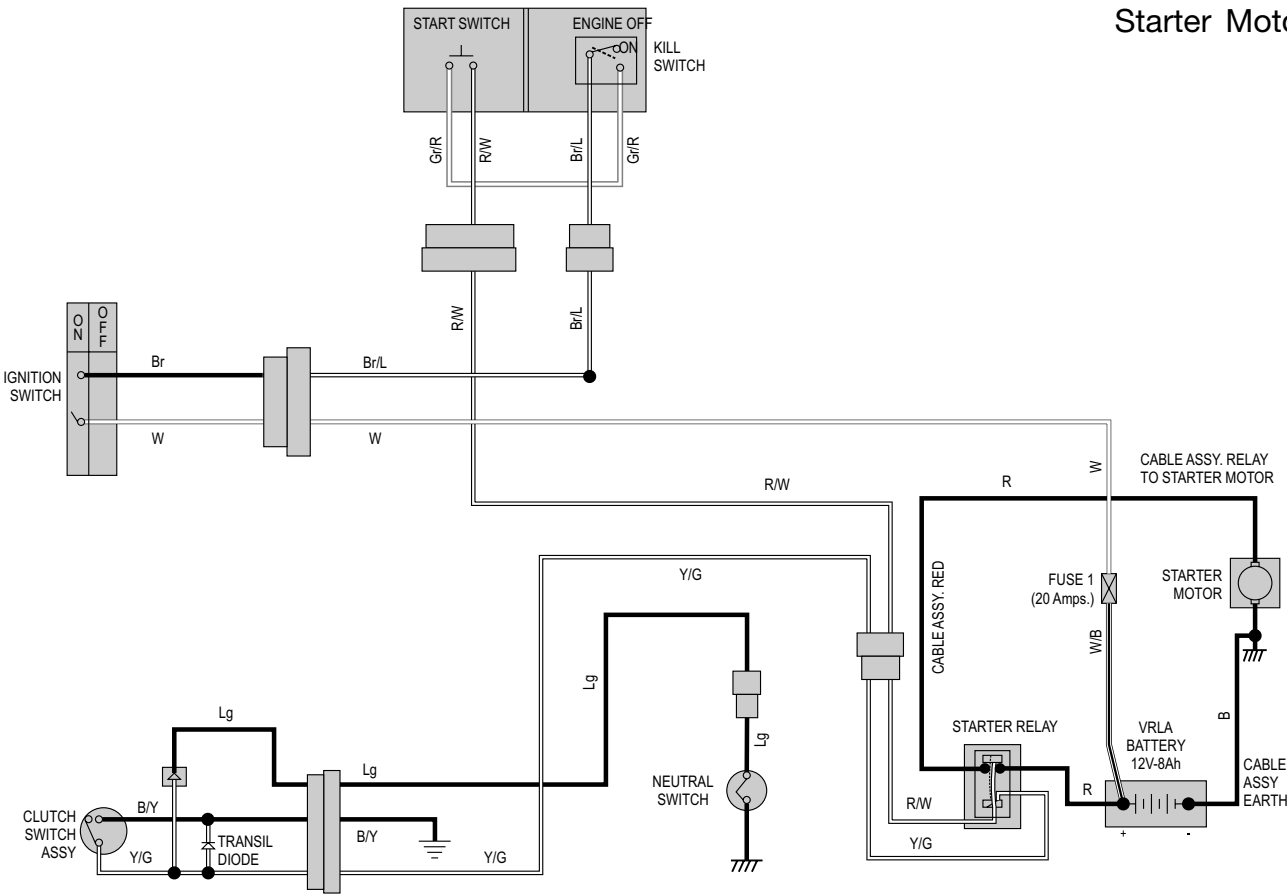 Starter Moto
START SWITCH
ENGINE OFF
ON
KILL
SWITCH
Gr/R
R/W
Br/L
Gr/R
R/W
Br/L
ON
OFF
IGNITION
SWITCH
Br
Br/L
W
W
W
CABLE ASSY. RELAY
TO STARTER MOTOR
R/W
R
Y/G
CABLE ASSY. RED
FUSE 1
(20 Amps.)
STARTER
MOTOR
W/B
Lg
Lg
Lg
Lg
B
STARTER RELAY
VRLA
BATTERY
12V-8Ah
CABLE
ASSY
EARTH
NEUTRAL
SWITCH
R/W
R
CLUTCH
SWITCH
ASSY
B/Y
B/Y
Y/G
TRANSIL
DIODE
Y/G
Y/G
+
-